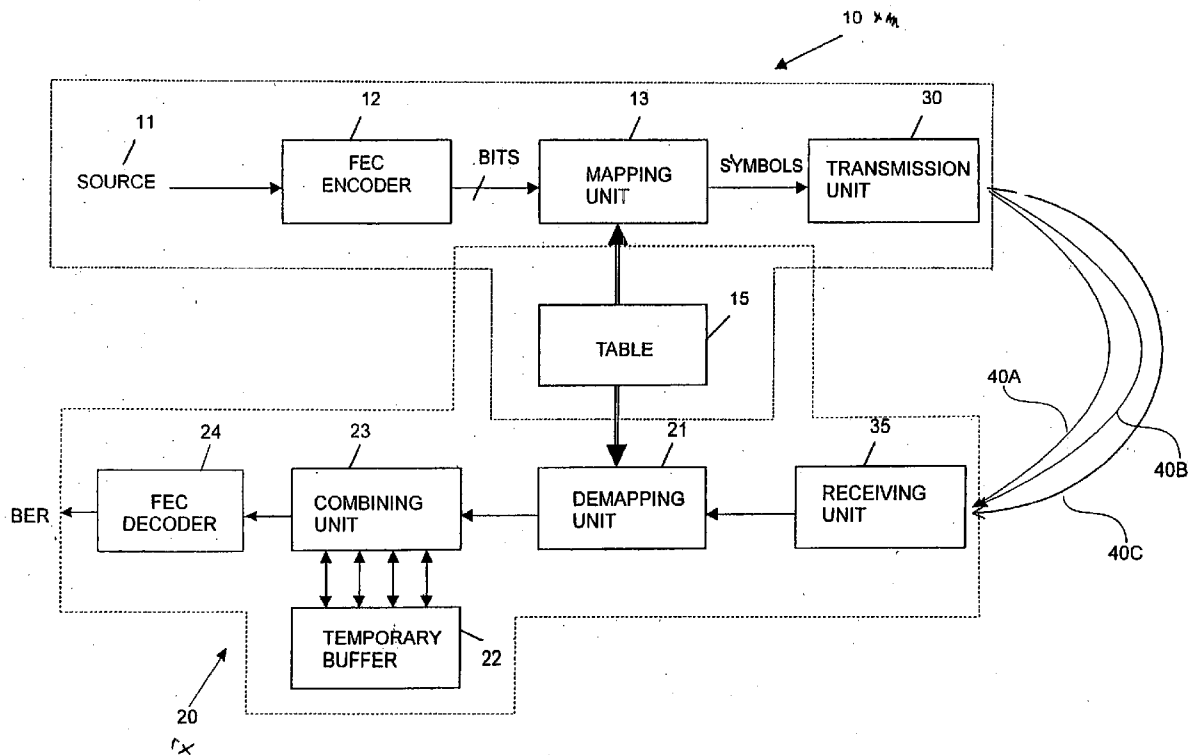 10
11
12
13
30
SOURCE
FEC
ENCODER
BITS
MAPPING
UNIT
SYMBOLS
TRANSMISSION
UNIT
15
TABLE
40A
40B
40C
24
23
21
35
BER
FEC
DECODER
COMBINING
UNIT
DEMAPPING
UNIT
RECEIVING
UNIT
TEMPORARY
BUFFER
22
20
rx